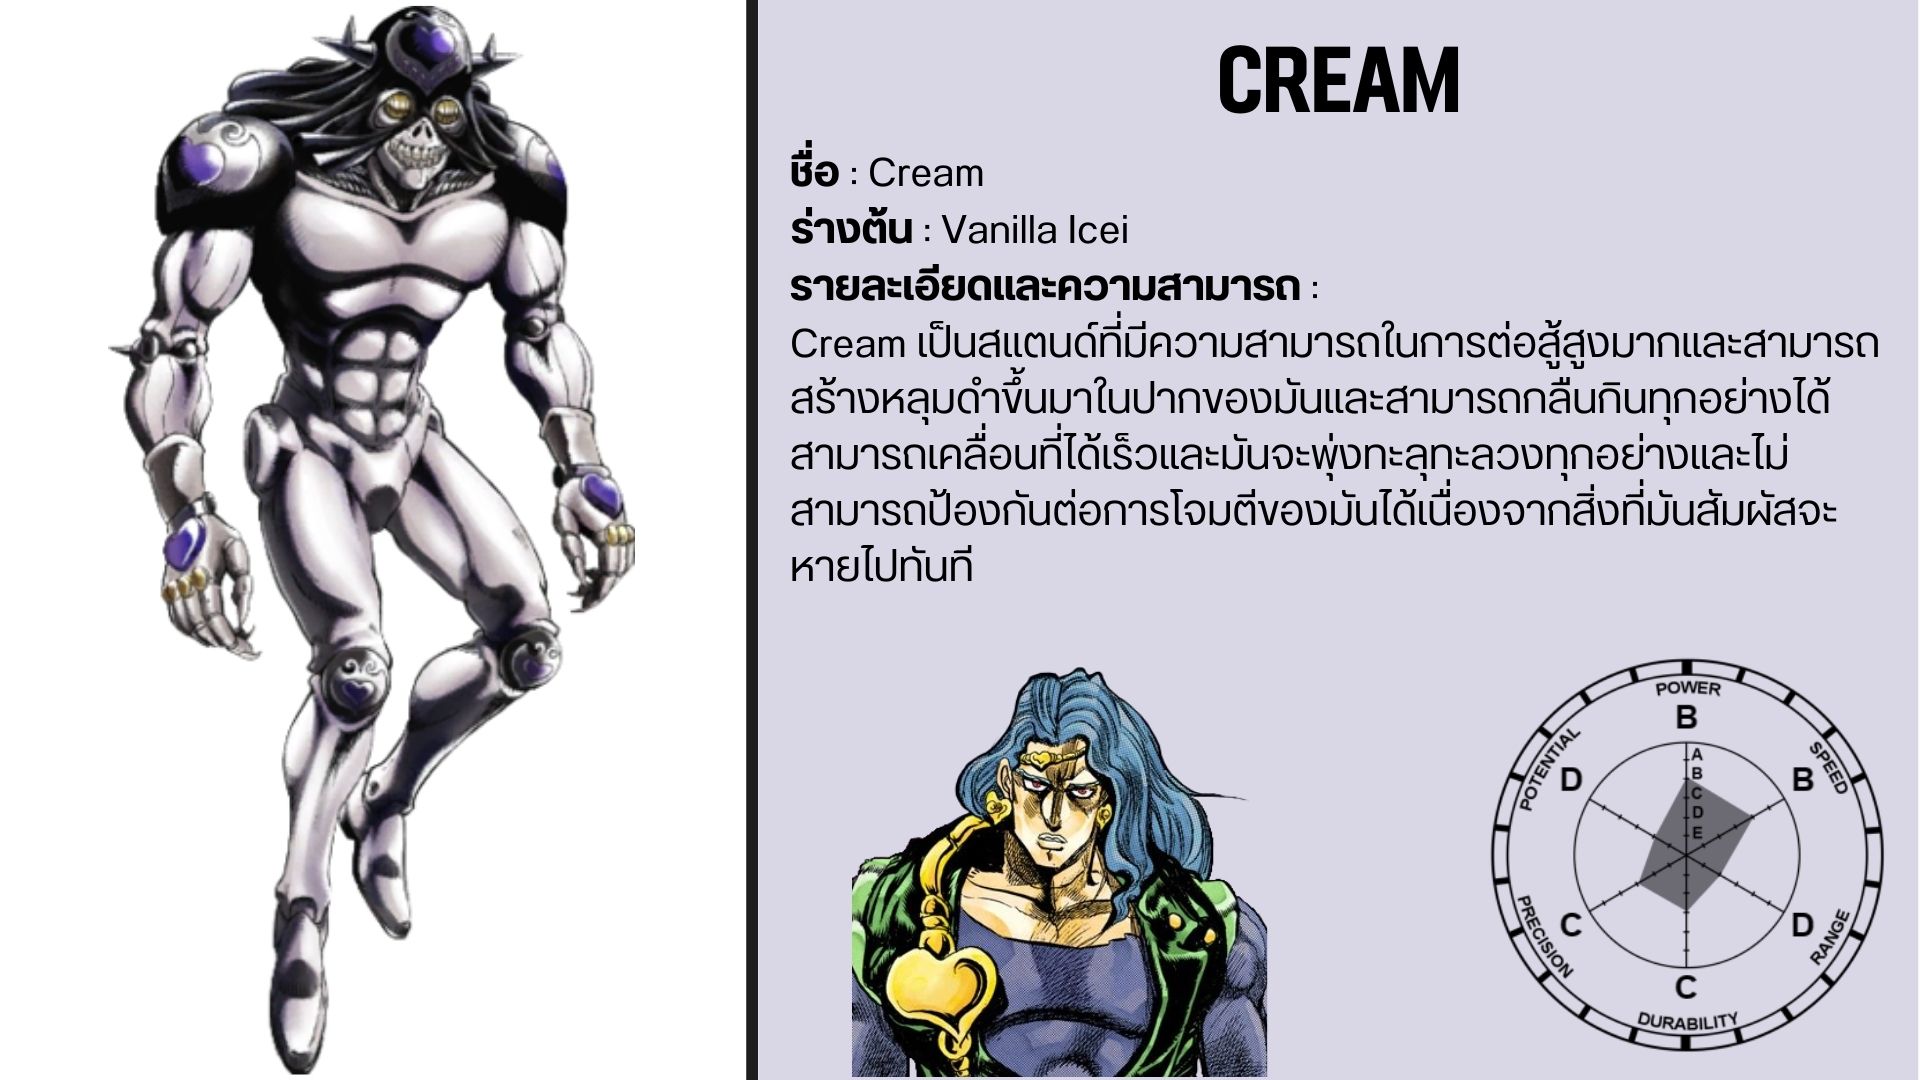 CREAM
ชื่อ : Cream
ร่างต้น : Vanilla Icei
รายละเอียดและความสามารถ :
Cream เป็นสแตนด์ที่มีความสามารถในการต่อสู้สูงมากและสามารถ
สร้างหลุมดำขึ้นมาในปากของมันและสามารถกลืนกินทุกอย่างได้
สามารถเคลื่อนที่ได้เร็วและมันจะพุ่งทะลุทะลวงทุกอย่างและไม่
สามารถป้องกันต่อการโจมตีของมันได้เนื่องจากสิ่งที่มันสัมผัสจะ
หายไปทันที
POWER
B
SPEED
B
RANGE
D
DURABILITY
C
PRECISION
C
POTENTIAL
D
A
B
C
D
E